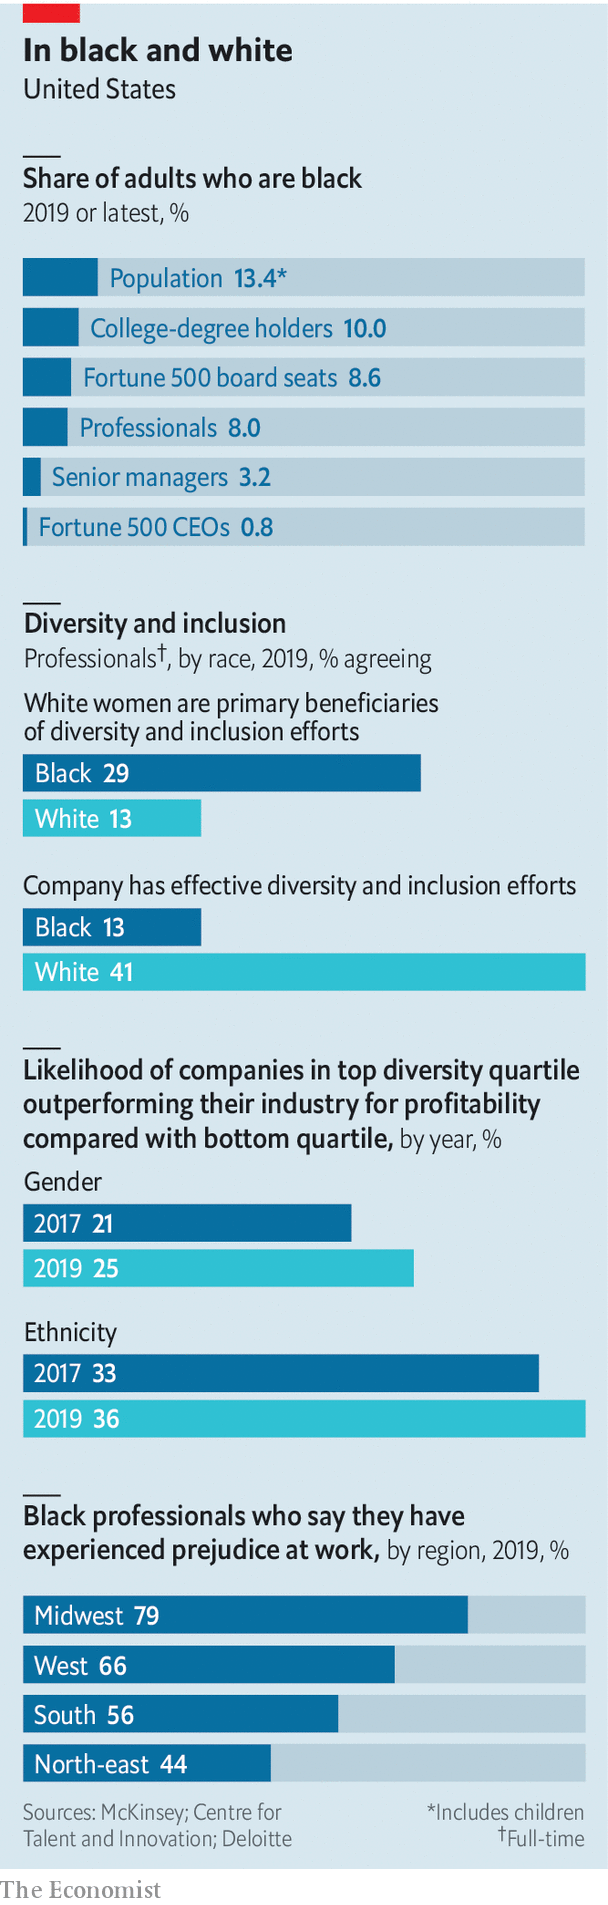 In black and white
United States
Share of adults who are black
2019 or latest, %
Population 13.4*
College-degree holders 10.0
Fortune 500 board seats 8.6
Professionals 8.0
Senior managers 3.2
Fortune 500 CEOs 0.8
Diversity and inclusion
Professionals†, by race, 2019, % agreeing
White women are primary beneficiaries
of diversity and inclusion efforts
Black 29
White 13
Company has effective diversity and inclusion efforts
Black 13
White 41
Likelihood of companies in top diversity quartile
outperforming their industry for profitability
compared with bottom quartile, by year, %
Gender
2017 21
2019 25
Ethnicity
2017 33
2019 36
Black professionals who say they have
experienced prejudice at work, by region, 2019, %
Midwest 79
West 66
South 56
North-east 44
Sources: McKinsey; Centre for
Talent and Innovation; Deloitte
*Includes children
†Full-time
The Economist